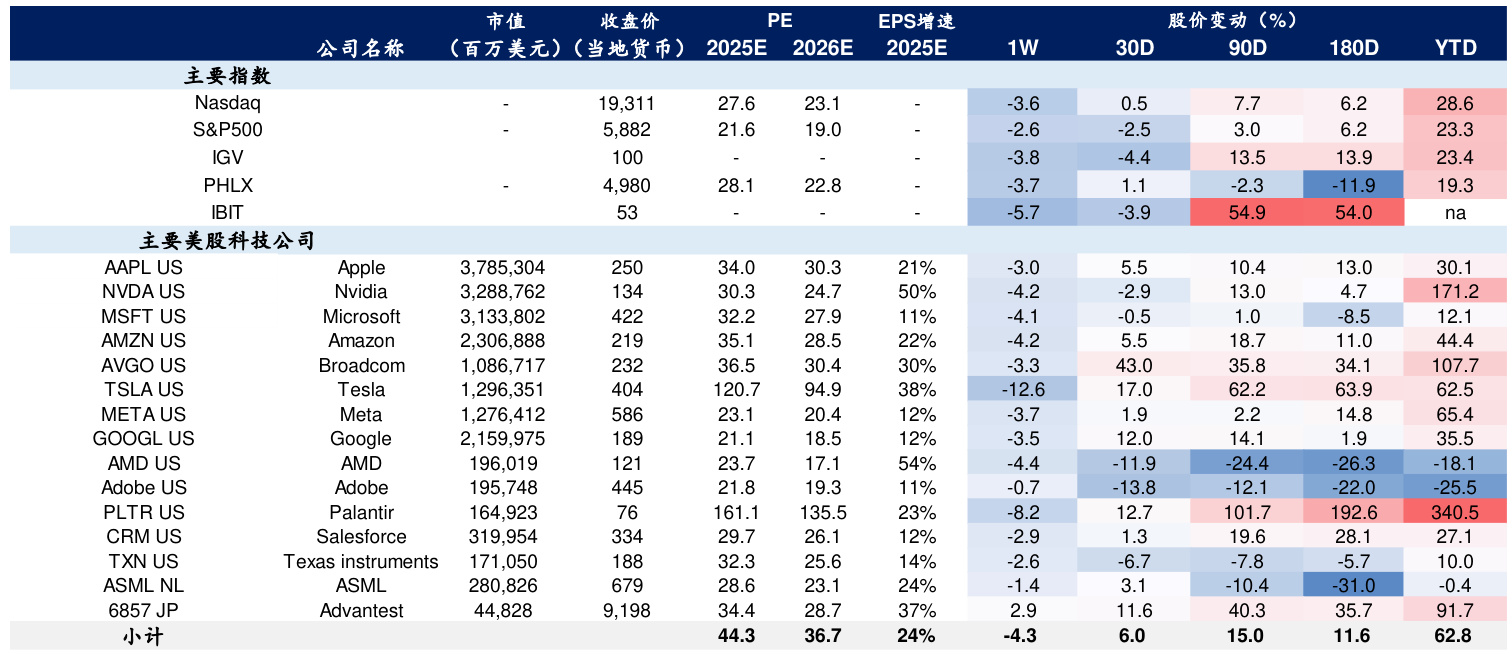 市值 收盘价 PE EPS增速 股价变动（%）
公司名称 （百万美元） （当地货币） 2025E 2026E 2025E 1W 30D 90D 180D YTD
主要指数
Nasdaq - 19,311 27.6 23.1 - -3.6 0.5 7.7 6.2 28.6
S&P500 - 5,882 21.6 19.0 - -2.6 -2.5 3.0 6.2 23.3
IGV 100 - - - -3.8 -4.4 13.5 13.9 23.4
PHLX - 4,980 28.1 22.8 - -3.7 1.1 -2.3 -11.9 19.3
IBIT 53 - - - -5.7 -3.9 54.9 54.0 na
主要美股科技公司
AAPL US Apple 3,785,304 250 34.0 30.3 21% -3.0 5.5 10.4 13.0 30.1
NVDA US Nvidia 3,288,762 134 30.3 24.7 50% -4.2 -2.9 13.0 4.7 171.2
MSFT US Microsoft 3,133,802 422 32.2 27.9 11% -4.1 -0.5 1.0 -8.5 12.1
AMZN US Amazon 2,306,888 219 35.1 28.5 22% -4.2 5.5 18.7 11.0 44.4
AVGO US Broadcom 1,086,717 232 36.5 30.4 30% -3.3 43.0 35.8 34.1 107.7
TSLA US Tesla 1,296,351 404 120.7 94.9 38% -12.6 17.0 62.2 63.9 62.5
META US Meta 1,276,412 586 23.1 20.4 12% -3.7 1.9 2.2 14.8 65.4
GOOGL US Google 2,159,975 189 21.1 18.5 12% -3.5 12.0 14.1 1.9 35.5
AMD US AMD 196,019 121 23.7 17.1 54% -4.4 -11.9 -24.4 -26.3 -18.1
Adobe US Adobe 195,748 445 21.8 19.3 11% -0.7 -13.8 -12.1 -22.0 -25.5
PLTR US Palantir 164,923 76 161.1 135.5 23% -8.2 12.7 101.7 192.6 340.5
CRM US Salesforce 319,954 334 29.7 26.1 12% -2.9 1.3 19.6 28.1 27.1
TXN US Texas instruments 171,050 188 32.3 25.6 14% -2.6 -6.7 -7.8 -5.7 10.0
ASML NL ASML 280,826 679 28.6 23.1 24% -1.4 3.1 -10.4 -31.0 -0.4
6857 JP Advantest 44,828 9,198 34.4 28.7 37% 2.9 11.6 40.3 35.7 91.7
小计 44.3 36.7 24% -4.3 6.0 15.0 11.6 62.8